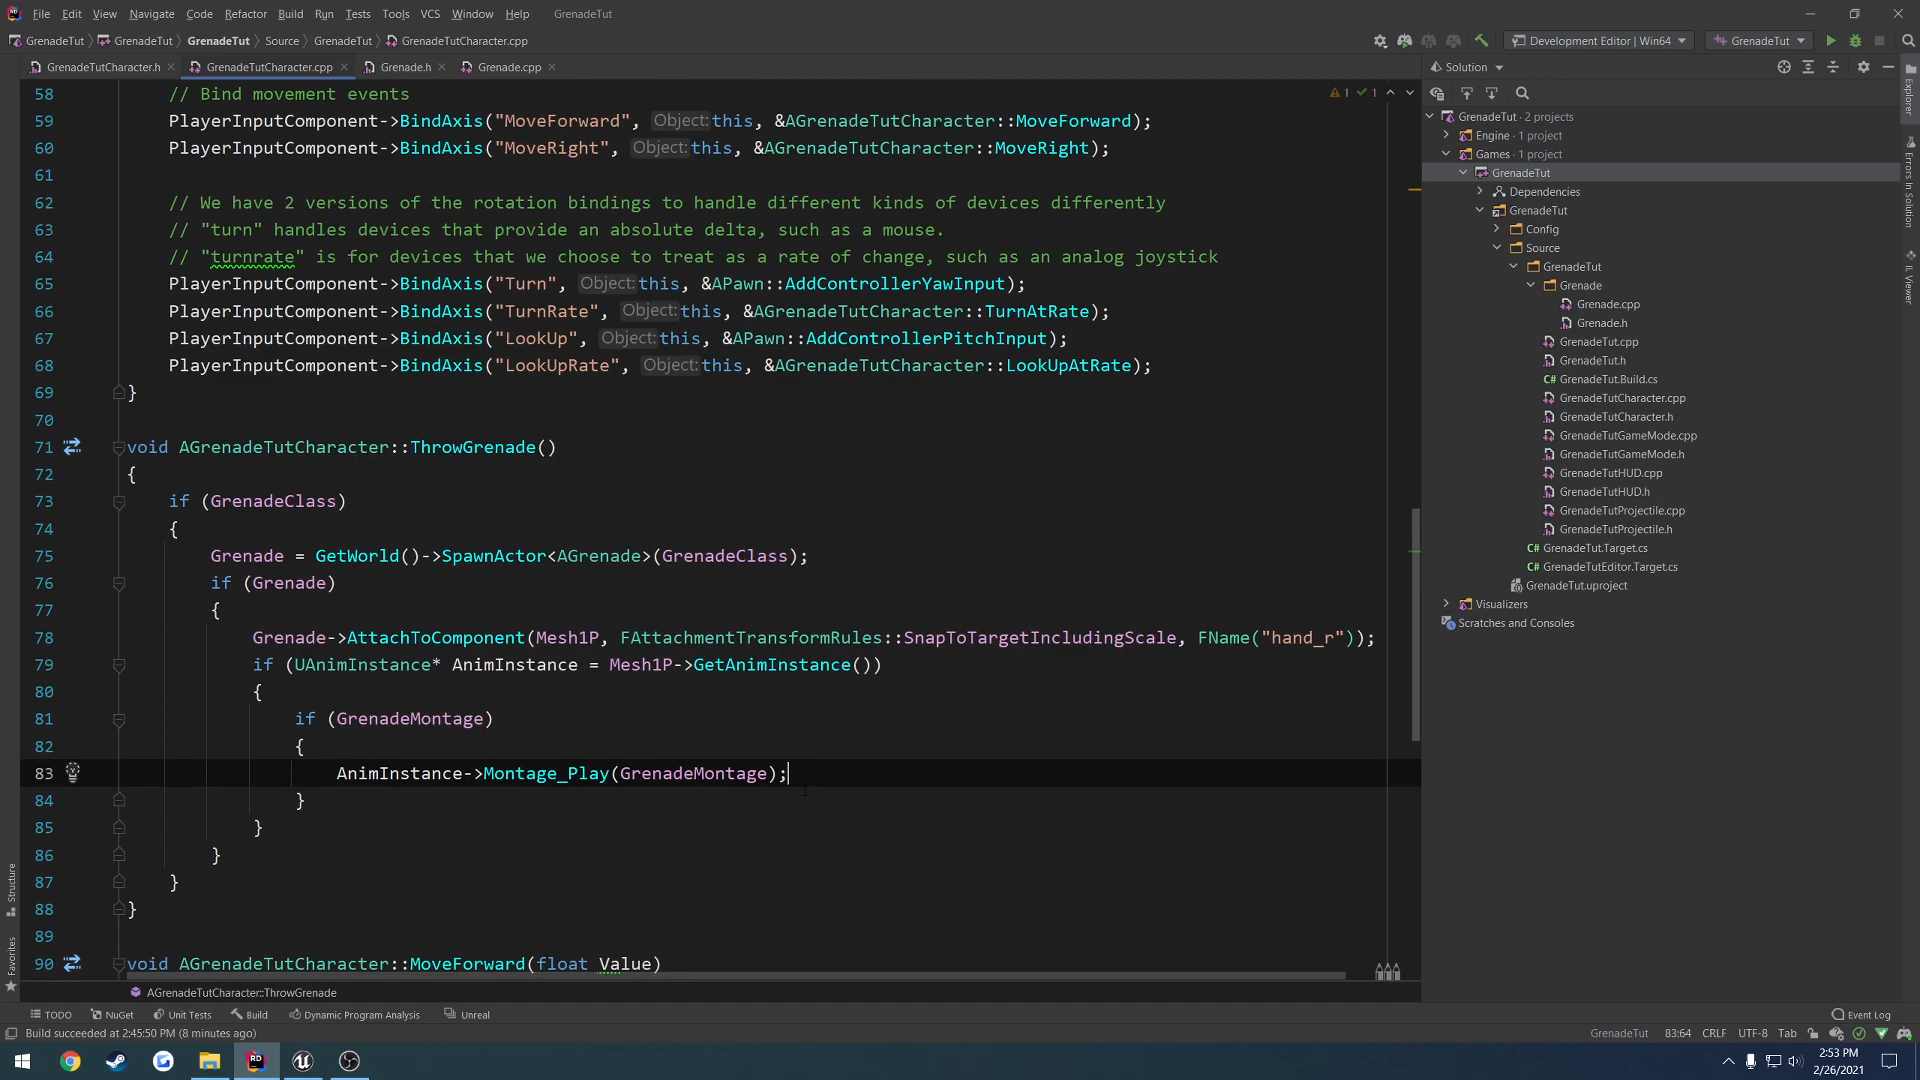 File Edit View Navigate Code Refactor Build Run Tests Tools VCS Window Help GrenadeTut
GrenadeTut GrenadeTut GrenadeTut Source GrenadeTut GrenadeTutCharacter.cpp Development Editor | Win64 GrenadeTut
GrenadeTutCharacter.h GrenadeTutCharacter.cpp Grenade.h Grenade.cpp Solution
58 // Bind movement events 1 1
59 PlayerInputComponent->BindAxis("MoveForward", Object: this, &AGrenadeTutCharacter::MoveForward);
60 PlayerInputComponent->BindAxis("MoveRight", Object: this, &AGrenadeTutCharacter::MoveRight);
61
62 // We have 2 versions of the rotation bindings to handle different kinds of devices differently
63 // "turn" handles devices that provide an absolute delta, such as a mouse.
64 // "turnrate" is for devices that we choose to treat as a rate of change, such as an analog joystick
65 PlayerInputComponent->BindAxis("Turn", Object: this, &APawn::AddControllerYawInput);
66 PlayerInputComponent->BindAxis("TurnRate", Object: this, &AGrenadeTutCharacter::TurnAtRate);
67 PlayerInputComponent->BindAxis("LookUp", Object: this, &APawn::AddControllerPitchInput);
68 PlayerInputComponent->BindAxis("LookUpRate", Object: this, &AGrenadeTutCharacter::LookUpAtRate);
69 }
70
71 void AGrenadeTutCharacter::ThrowGrenade()
72 {
73 if (GrenadeClass)
74 {
75 Grenade = GetWorld()->SpawnActor<AGrenade>(GrenadeClass);
76 if (Grenade)
77 {
78 Grenade->AttachToComponent(Mesh1P, FAttachmentTransformRules::SnapToTargetIncludingScale, FName("hand_r"));
79 if (UAnimInstance* AnimInstance = Mesh1P->GetAnimInstance())
80 {
81 if (GrenadeMontage)
82 {
83 AnimInstance->Montage_Play(GrenadeMontage);
84 }
85 }
86 }
87 }
88 }
89
90 void AGrenadeTutCharacter::MoveForward(float Value)
AGrenadeTutCharacter::ThrowGrenade
GrenadeTut · 2 projects
Engine · 1 project
Games · 1 project
GrenadeTut
Dependencies
GrenadeTut
Config
Source
GrenadeTut
Grenade
Grenade.cpp
Grenade.h
GrenadeTut.cpp
GrenadeTut.h
C# GrenadeTut.Build.cs
GrenadeTutCharacter.cpp
GrenadeTutCharacter.h
GrenadeTutGameMode.cpp
GrenadeTutGameMode.h
GrenadeTutHUD.cpp
GrenadeTutHUD.h
GrenadeTutProjectile.cpp
GrenadeTutProjectile.h
C# GrenadeTut.Target.cs
C# GrenadeTutEditor.Target.cs
GrenadeTut.uproject
Visualizers
Scratches and Consoles
Explorer
Errors In Solution
IL Viewer
Structure
Favorites
TODO NuGet Unit Tests Build Dynamic Program Analysis Unreal Event Log
Build succeeded at 2:45:50 PM (8 minutes ago) GrenadeTut 83:64 CRLF UTF-8 Tab
RD
2:53 PM
2/26/2021